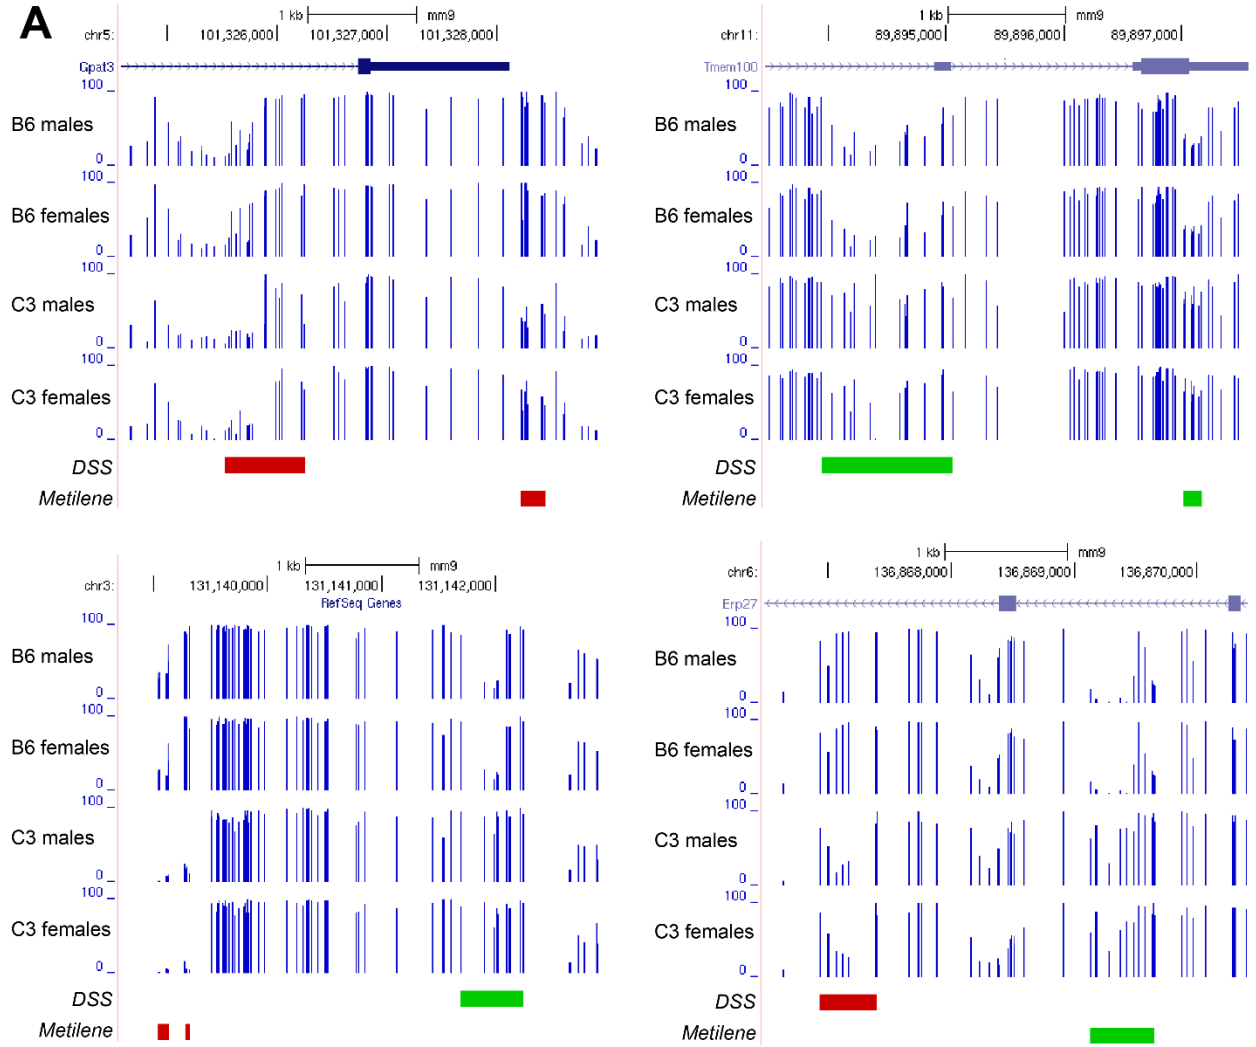 A
1 kb mm9
chr5: 101,326,000 101,327,000 101,328,000
Gpat3
100
B6 males
0
100
B6 females
0
100
C3 males
0
100
C3 females
0
DSS
Metilene
1 kb mm9
chr11: 89,895,000 89,896,000 89,897,000
Tmem100
100
B6 males
0
100
B6 females
0
100
C3 males
0
100
C3 females
0
DSS
Metilene
1 kb mm9
chr3: 131,140,000 131,141,000 131,142,000
RefSeq Genes
100
B6 males
0
100
B6 females
0
100
C3 males
0
100
C3 females
0
DSS
Metilene
1 kb mm9
chr6: 136,868,000 136,869,000 136,870,000
Erp27
100
B6 males
0
100
B6 females
0
100
C3 males
0
100
C3 females
0
DSS
Metilene